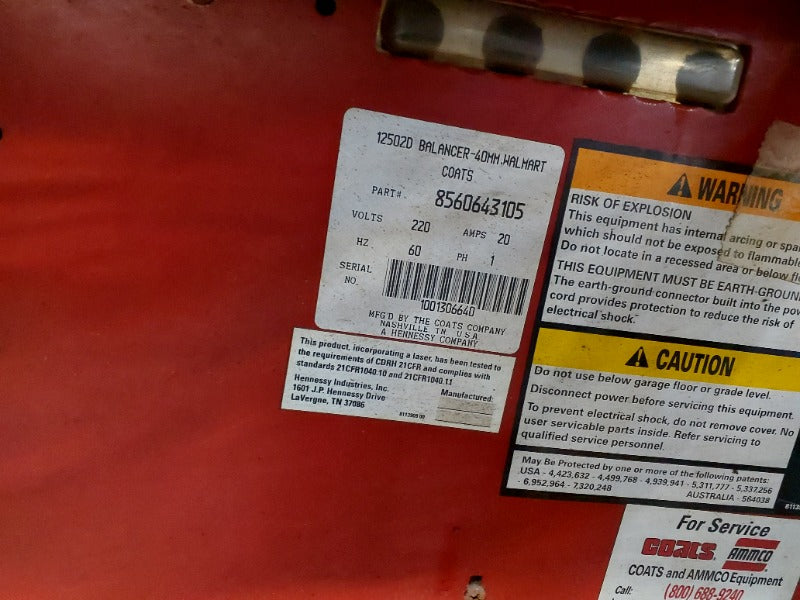 12502D BALANCER-40MM,WALMART
COATS
PART# 8560643105
VOLTS 220 AMPS 20
HZ 60 PH 1
SERIAL
NO.
1001306640
MFG'D BY THE COATS COMPANY
NASHVILLE TN U S A
A HENNESSY COMPANY
This product, incorporating a laser, has been tested to
the requirements of CDRH 21CFR and complies with
standards 21CFR1040.10 and 21CFR1040.11
Hennessy Industries, Inc.
1601 J.P. Hennessy Drive
LaVergne, TN 37086
Manufactured:
WARNING
RISK OF EXPLOSION
This equipment has internal arcing or
which should not be exposed to flammable
Do not locate in a recessed area or below
THIS EQUIPMENT MUST BE
The earth-ground connector built into the
cord provides protection to reduce the risk of
electrical shock.
CAUTION
Do not use below garage floor or grade level.
Disconnect power before servicing this equipment.
To prevent electrical shock, do not remove cover. No
user servicable parts inside. Refer servicing to
qualified service personnel.
May Be Protected by one or more of the following patents:
USA - 4,423,632 - 4,499,768 - 4,939,941 - 5,311,777 - 5,337,256
- 6,952,964 - 7,320,248 AUSTRALIA - 564038
For Service
COATS. AMMCO
COATS and AMMCO Equipment
Call: (800) 688-9240